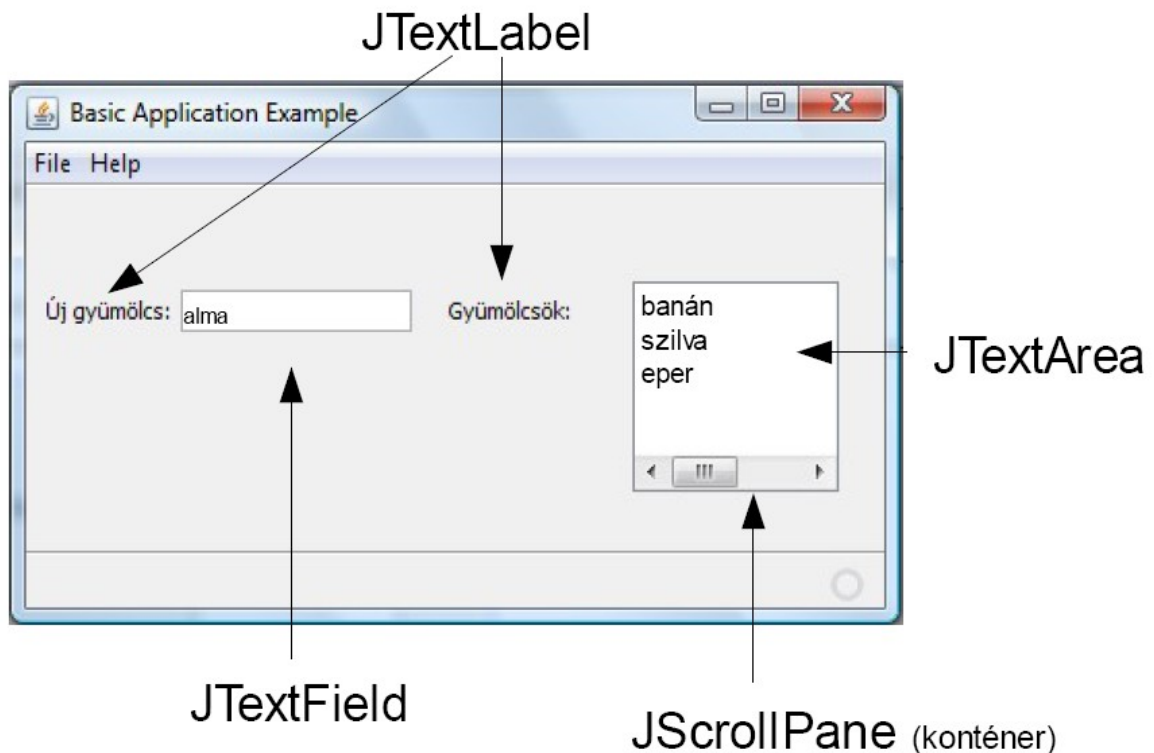 JTextLabel
Basic Application Example
File Help
Új gyümölcs: alma
Gyümölcsök:
banán
szilva
eper
JTextArea
JTextField
JScrollPane (konténer)